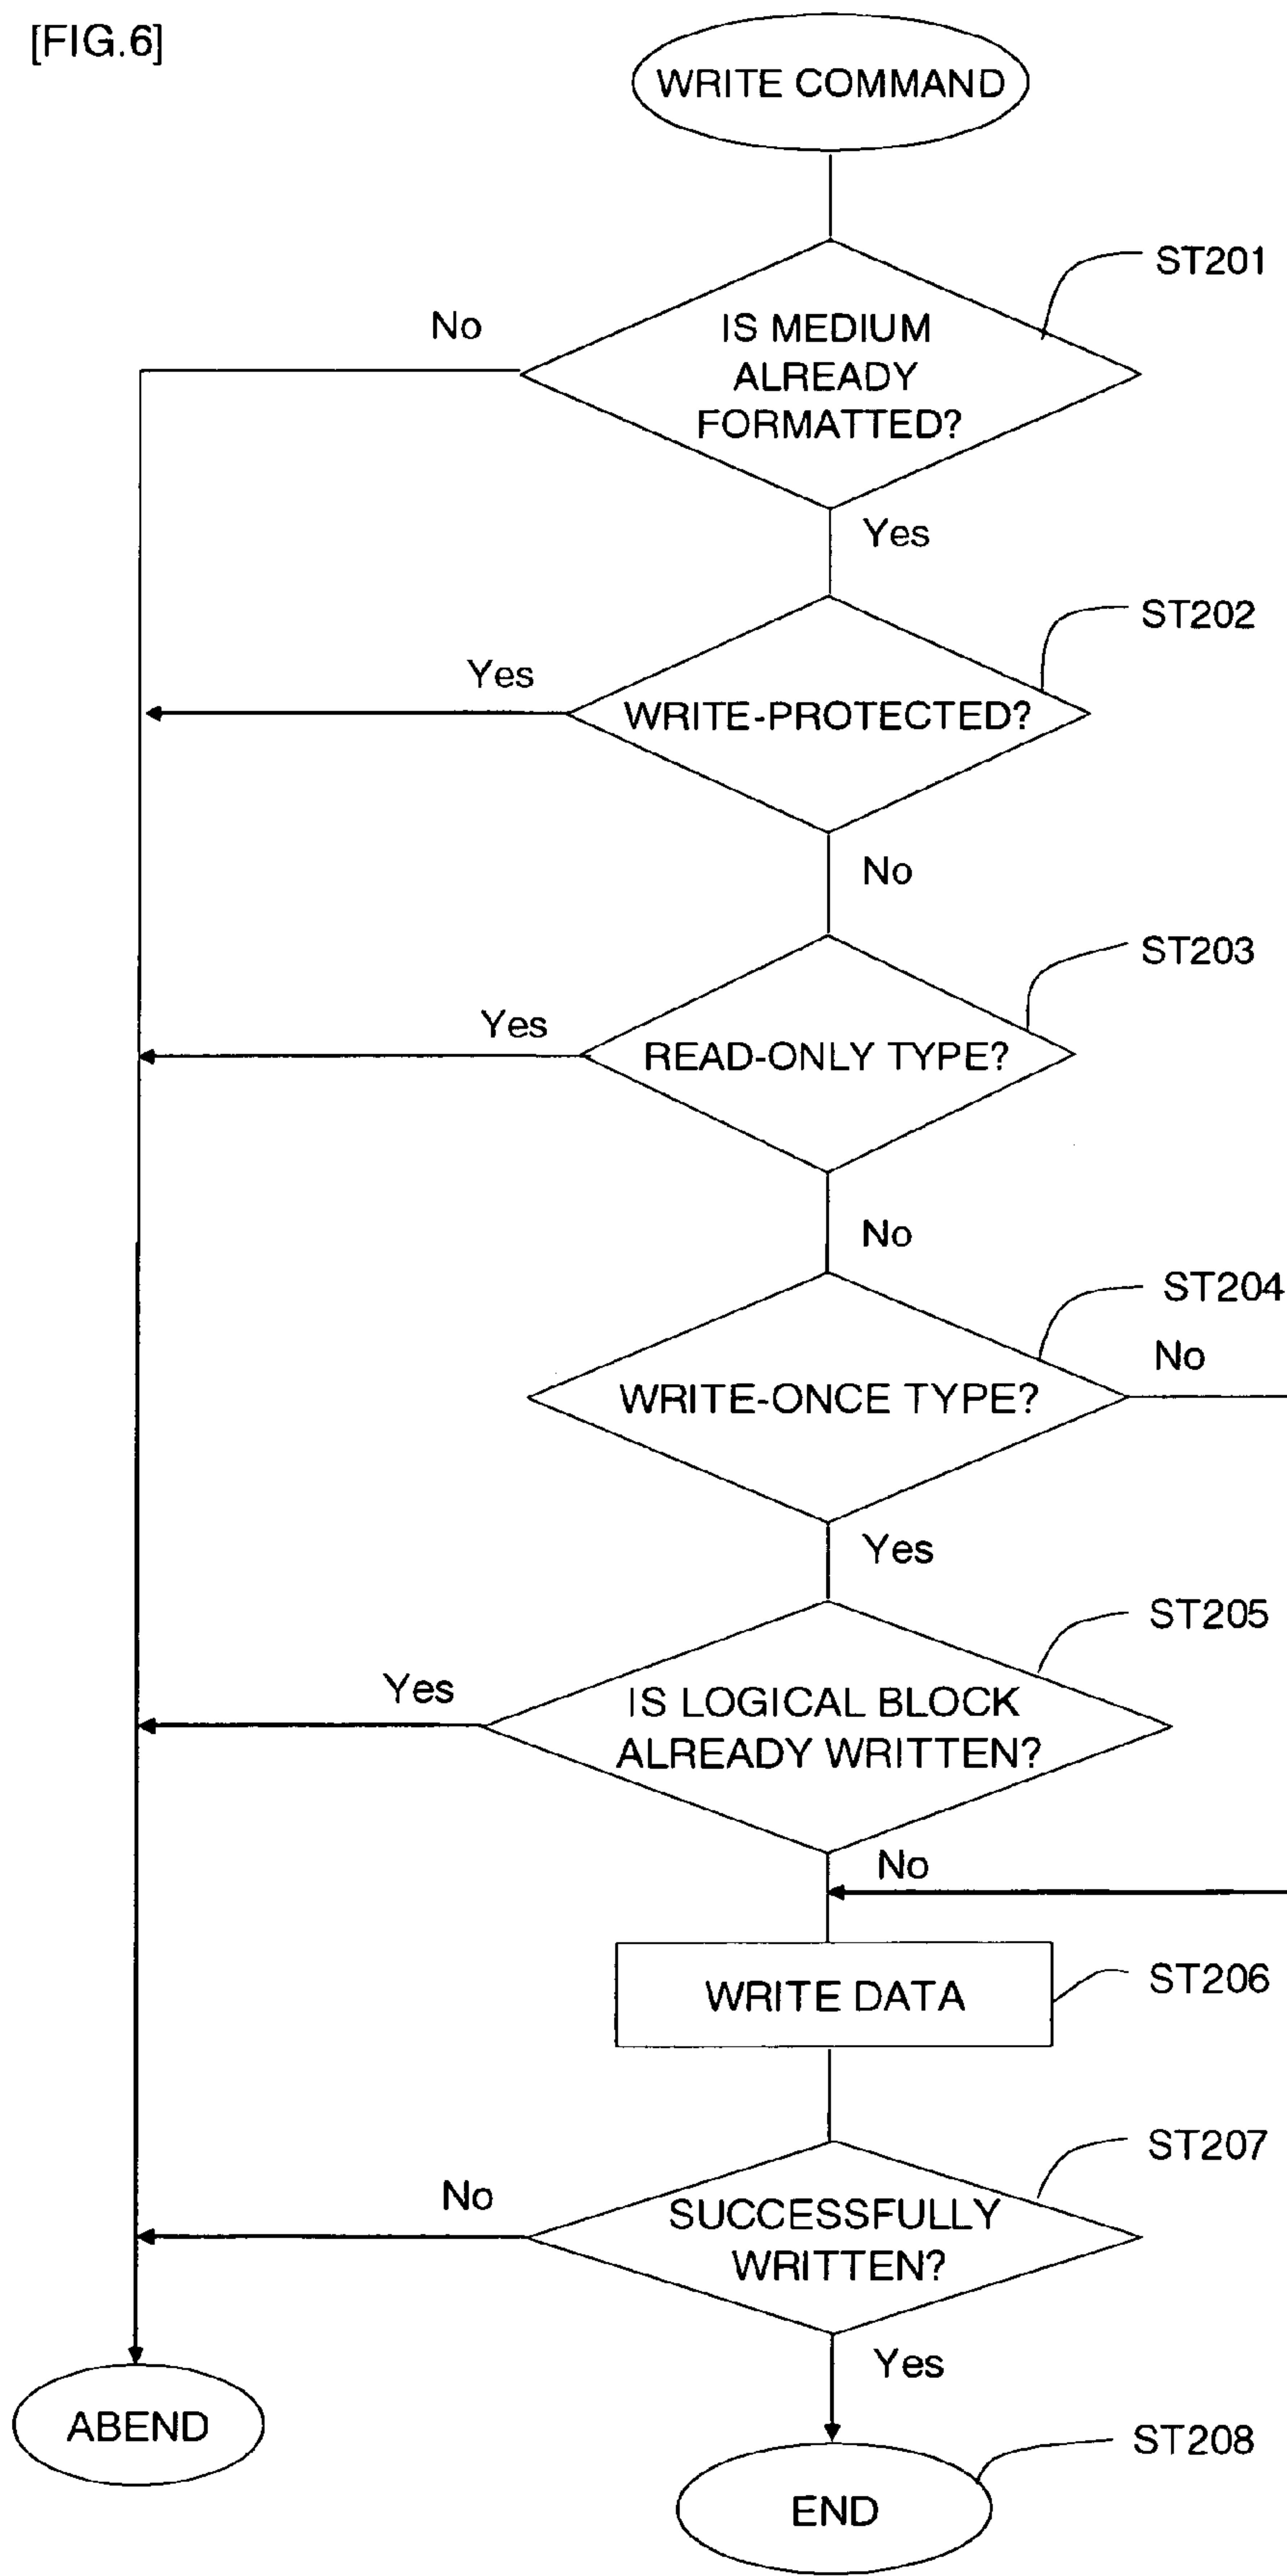 [FIG.6]
WRITE COMMAND
ST201
No
IS MEDIUM
ALREADY
FORMATTED?
Yes
ST202
Yes
WRITE-PROTECTED?
No
ST203
Yes
READ-ONLY TYPE?
No
ST204
No
WRITE-ONCE TYPE?
Yes
ST205
Yes
IS LOGICAL BLOCK
ALREADY WRITTEN?
No
WRITE DATA
ST206
ST207
No
SUCCESSFULLY
WRITTEN?
Yes
ABEND
ST208
END